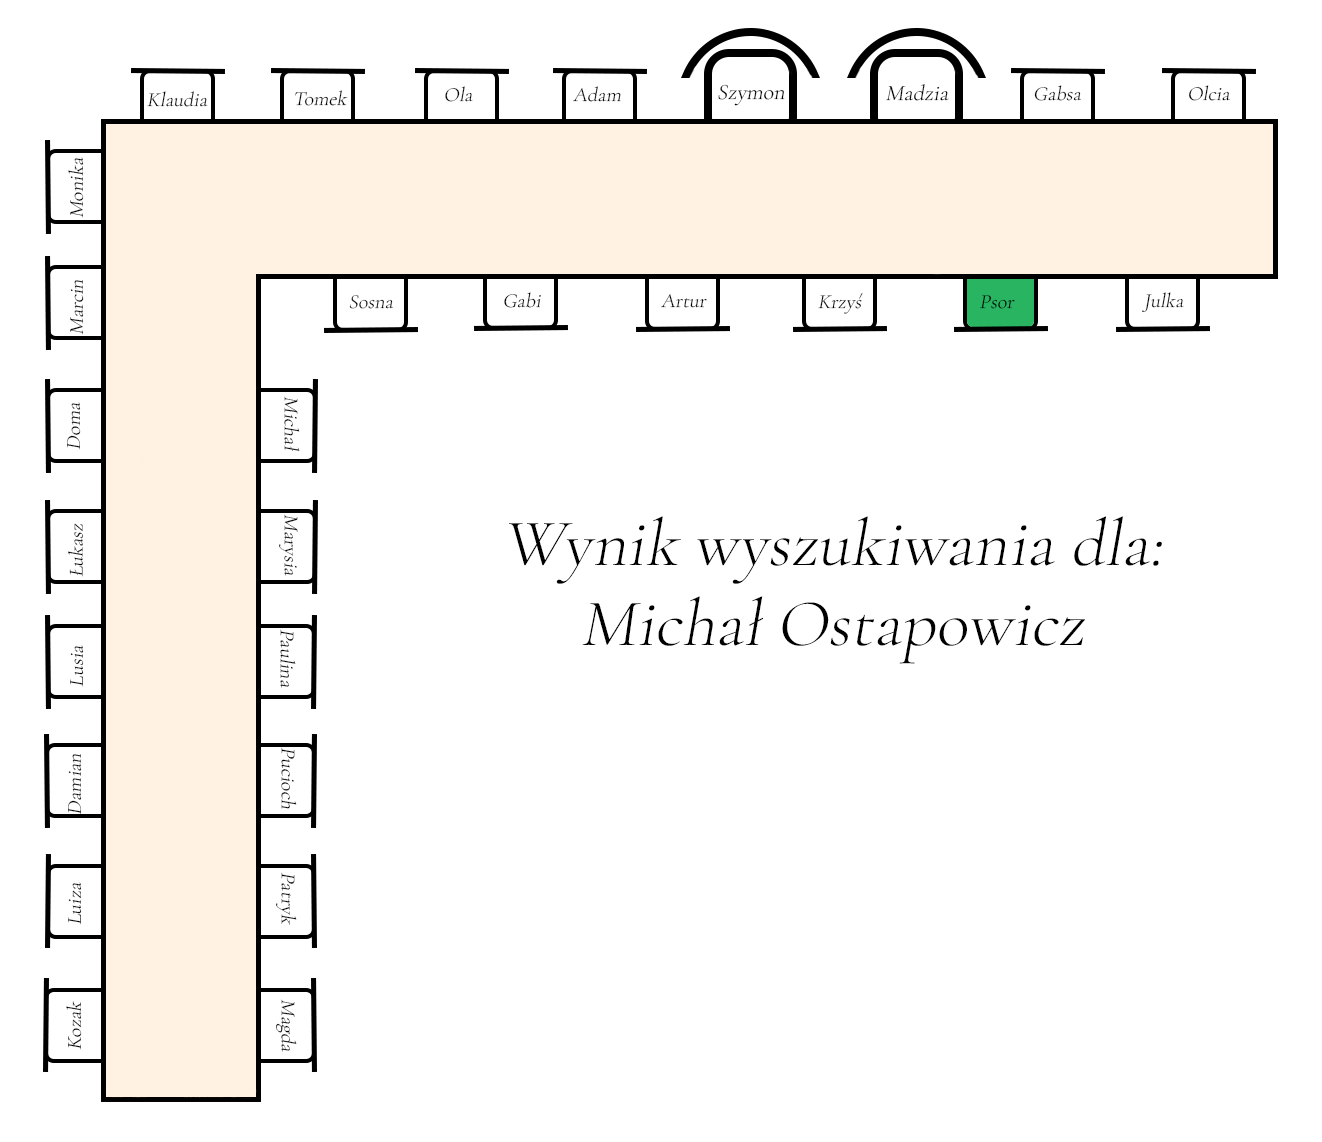 Klaudia
Tomek
Ola
Adam
Szymon
Madzia
Gabsa
Olcia
Monika
Marcin
Doma
Łukasz
Lusia
Damian
Luiza
Kozak
Sosna
Gabi
Artur
Krzyś
Psor
Julka
Michał
Marysia
Paulina
Pucioch
Patryk
Magda
Wynik wyszukiwania dla:
Michał Ostapowicz